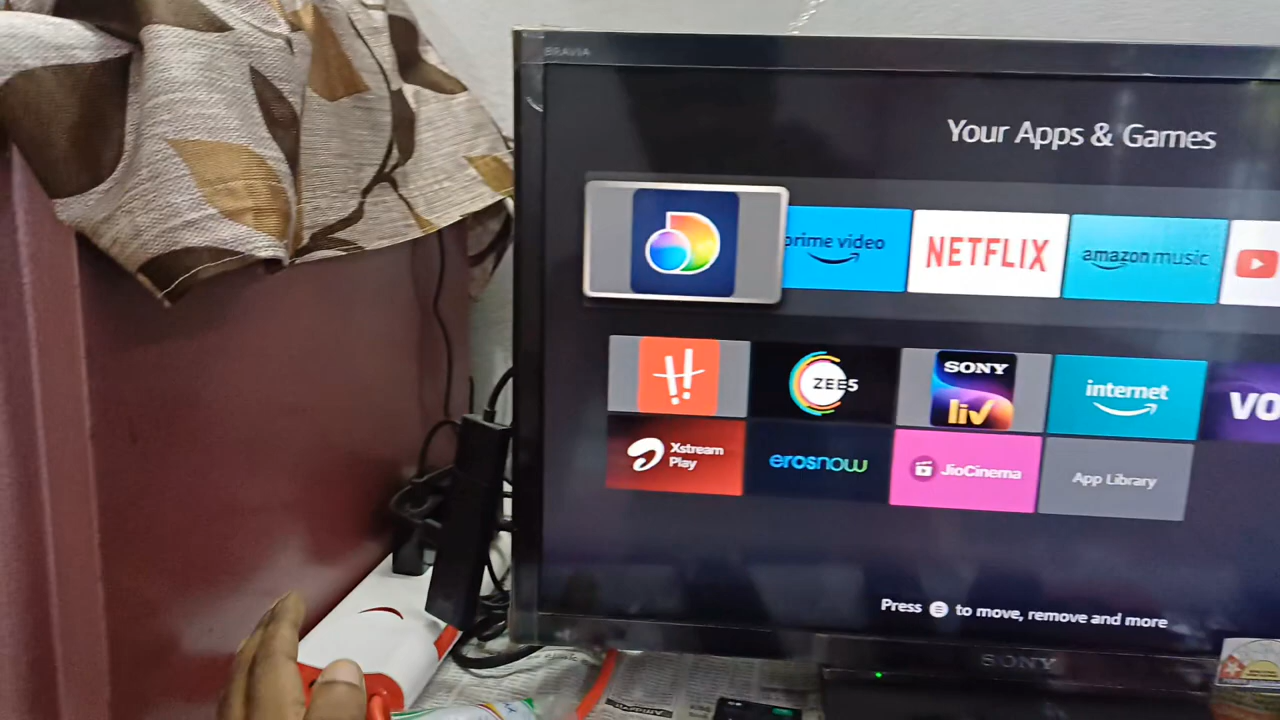 BRAVIA
Your Apps & Games
prime video
NETFLIX
amazon music
ZEE5
SONY
liv
internet
VO
Xstream
Play
erosnow
JioCinema
App Library
Press to move, remove and more
SONY